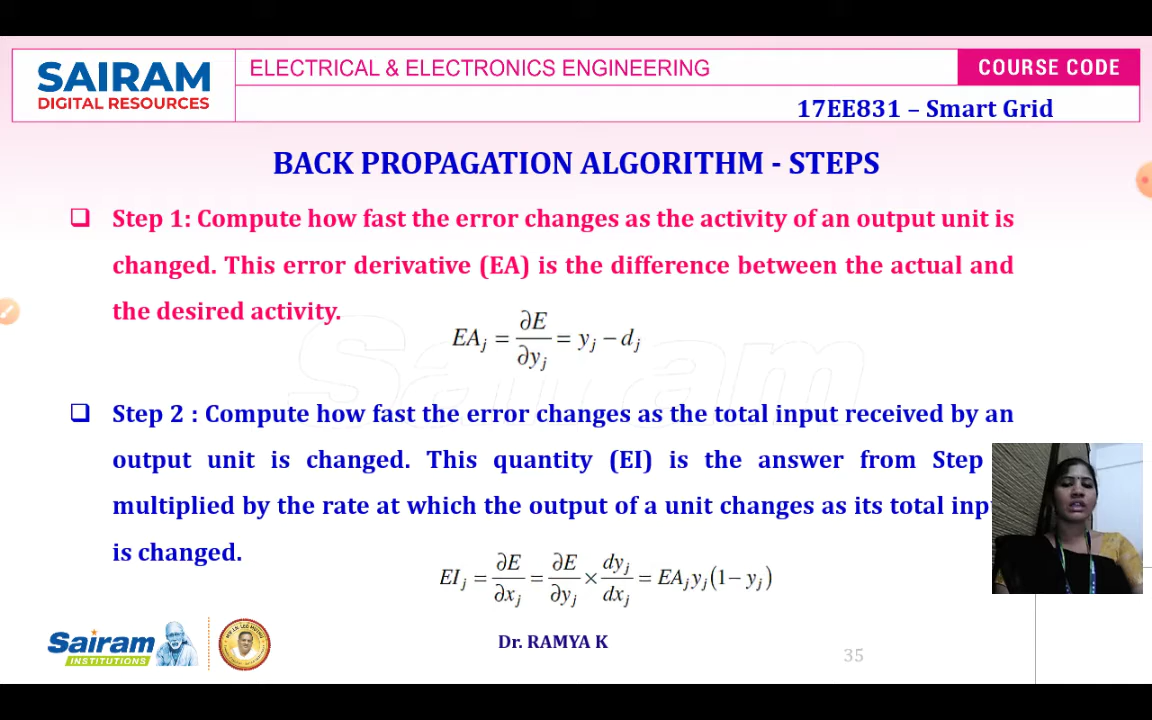 SAIRAM
DIGITAL RESOURCES
ELECTRICAL & ELECTRONICS ENGINEERING
COURSE CODE
17EE831 – Smart Grid
BACK PROPAGATION ALGORITHM - STEPS
❑ Step 1: Compute how fast the error changes as the activity of an output unit is
changed. This error derivative (EA) is the difference between the actual and
the desired activity.
EA_j = ∂E/∂y_j = y_j − d_j
Sairam
❑ Step 2 : Compute how fast the error changes as the total input received by an
output unit is changed. This quantity (EI) is the answer from Step
multiplied by the rate at which the output of a unit changes as its total inpu
is changed.
EI_j = ∂E/∂x_j = ∂E/∂y_j × dy_j/dx_j = EA_j y_j (1 − y_j)
Sairam
INSTITUTIONS
Dr. RAMYA K
35